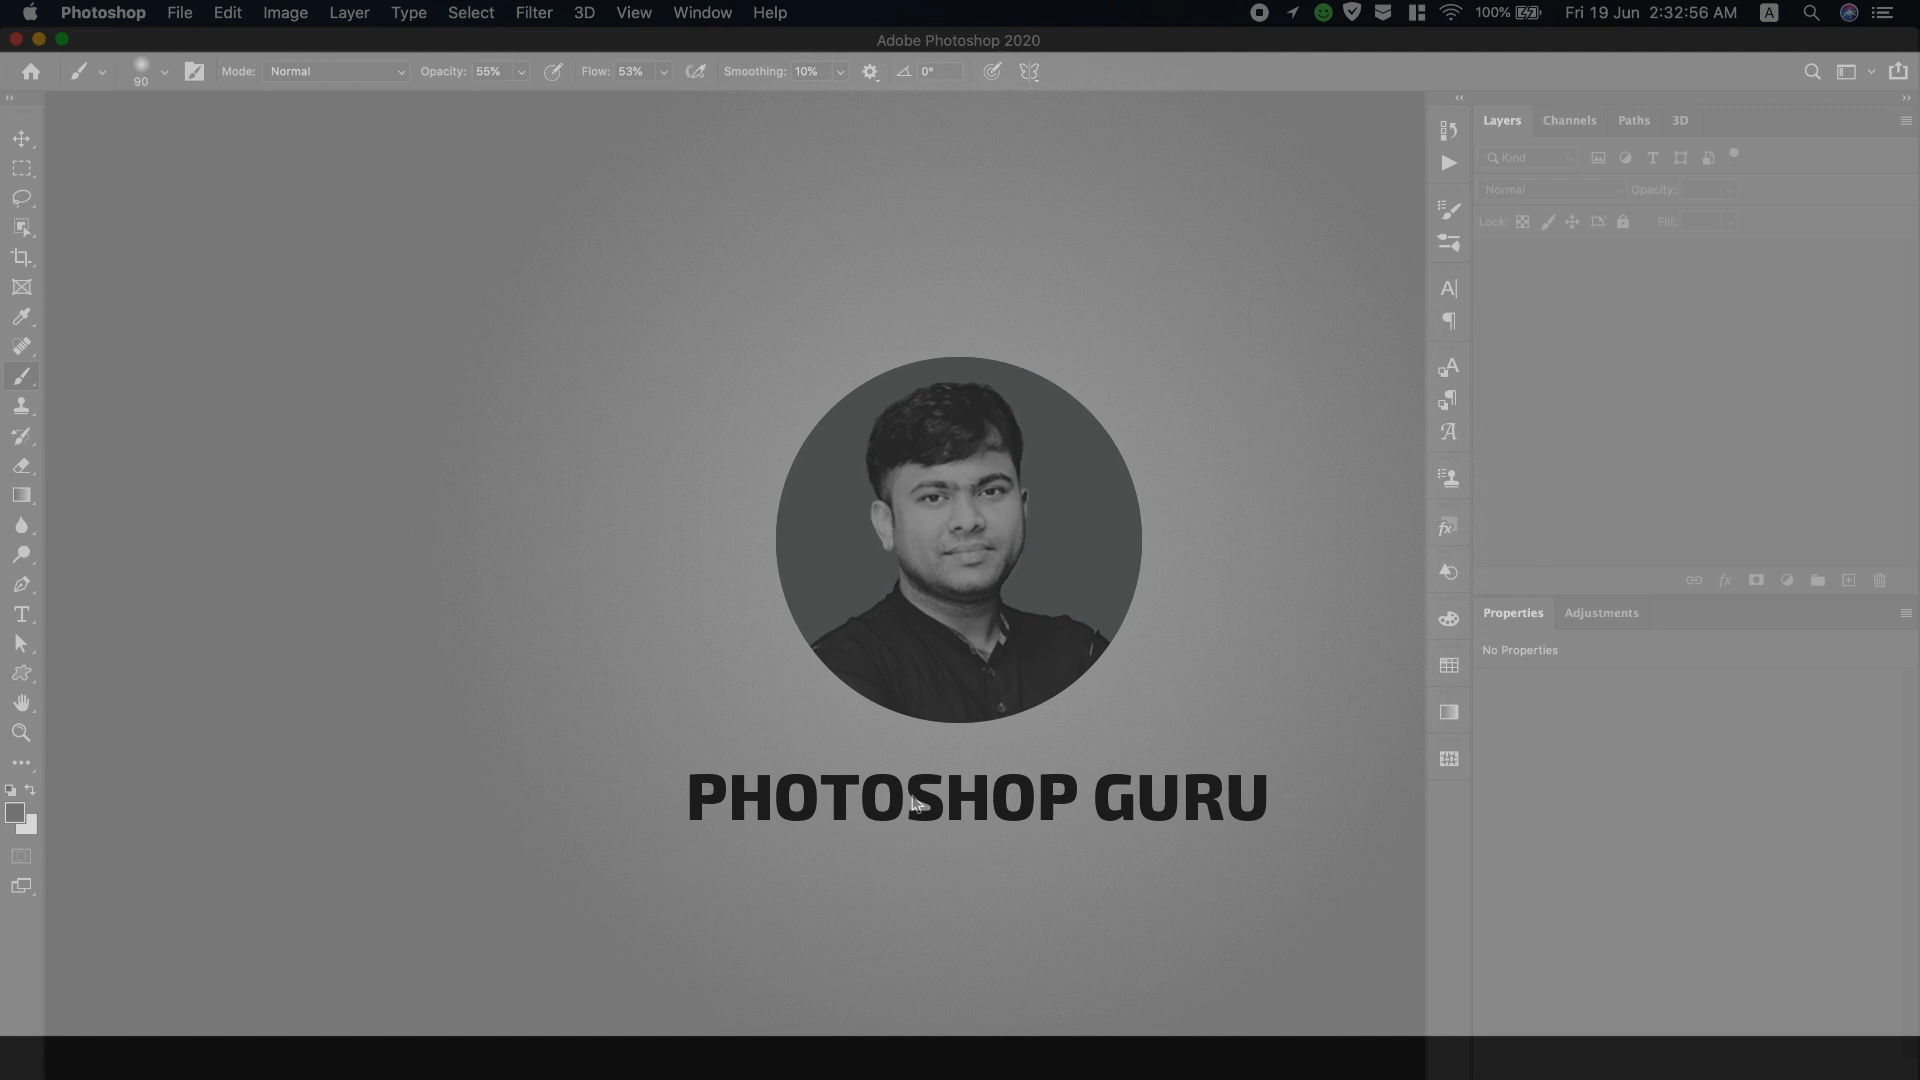 Photoshop File Edit Image Layer Type Select Filter 3D View Window Help 100% Fri 19 Jun 2:32:56 AM A
Adobe Photoshop 2020
90 Mode: Normal Opacity: 55% Flow: 53% Smoothing: 10% 0°
Layers Channels Paths 3D
Kind
Normal Opacity:
Lock: Fill:
Properties Adjustments
No Properties
PHOTOSHOP GURU